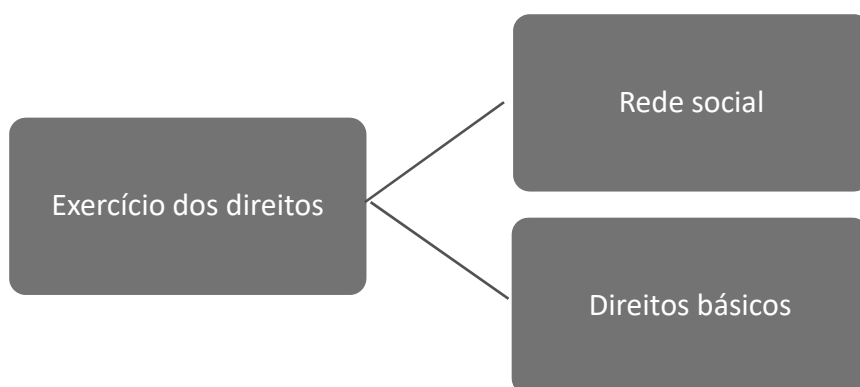 Rede social
Exercício dos direitos
Direitos básicos